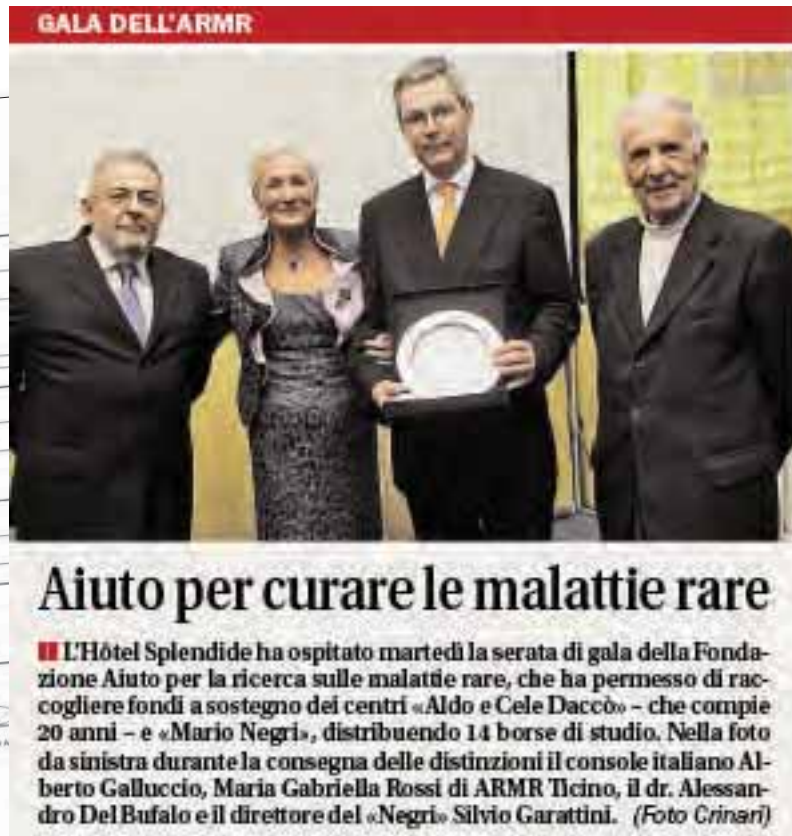 GALA DELL'ARMR
Aiuto per curare le malattie rare
L'Hôtel Splendide ha ospitato martedì la serata di gala della Fonda-
zione Aiuto per la ricerca sulle malattie rare, che ha permesso di rac-
cogliere fondi a sostegno dei centri «Aldo e Cele Daccò» – che compie
20 anni – e «Mario Negri», distribuendo 14 borse di studio. Nella foto
da sinistra durante la consegna delle distinzioni il console italiano Al-
berto Galluccio, Maria Gabriella Rossi di ARMR Ticino, il dr. Alessan-
dro Del Bufalo e il direttore del «Negri» Silvio Garattini. (Foto Crinari)